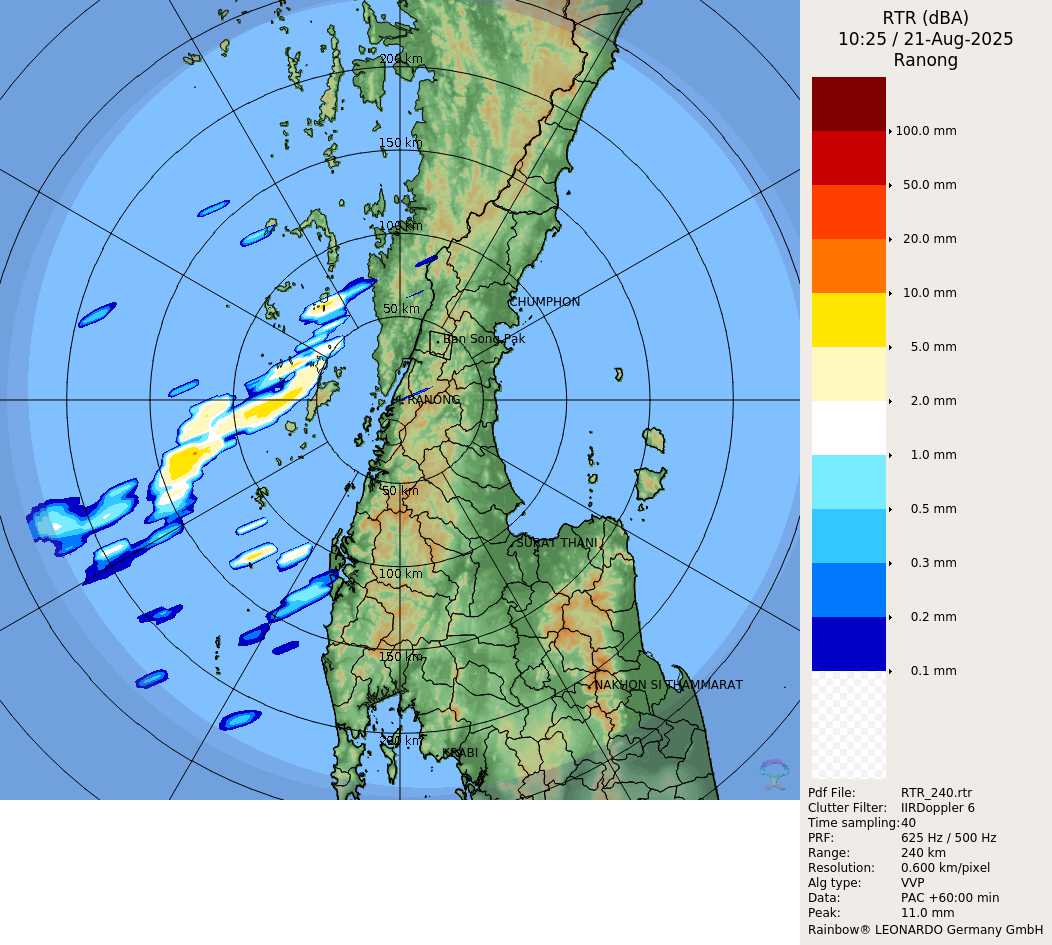 RTR (dBA)
10:25 / 21-Aug-2025
Ranong
200 km
150 km
100 km
50 km
CHUMPHON
Ban Song Pak
RANONG
50 km
SURAT THANI
100 km
150 km
NAKHON SI THAMMARAT
200 km
KRABI
100.0 mm
50.0 mm
20.0 mm
10.0 mm
5.0 mm
2.0 mm
1.0 mm
0.5 mm
0.3 mm
0.2 mm
0.1 mm
Pdf File: RTR_240.rtr
Clutter Filter: IIRDoppler 6
Time sampling:40
PRF: 625 Hz / 500 Hz
Range: 240 km
Resolution: 0.600 km/pixel
Alg type: VVP
Data: PAC +60:00 min
Peak: 11.0 mm
Rainbow® LEONARDO Germany GmbH